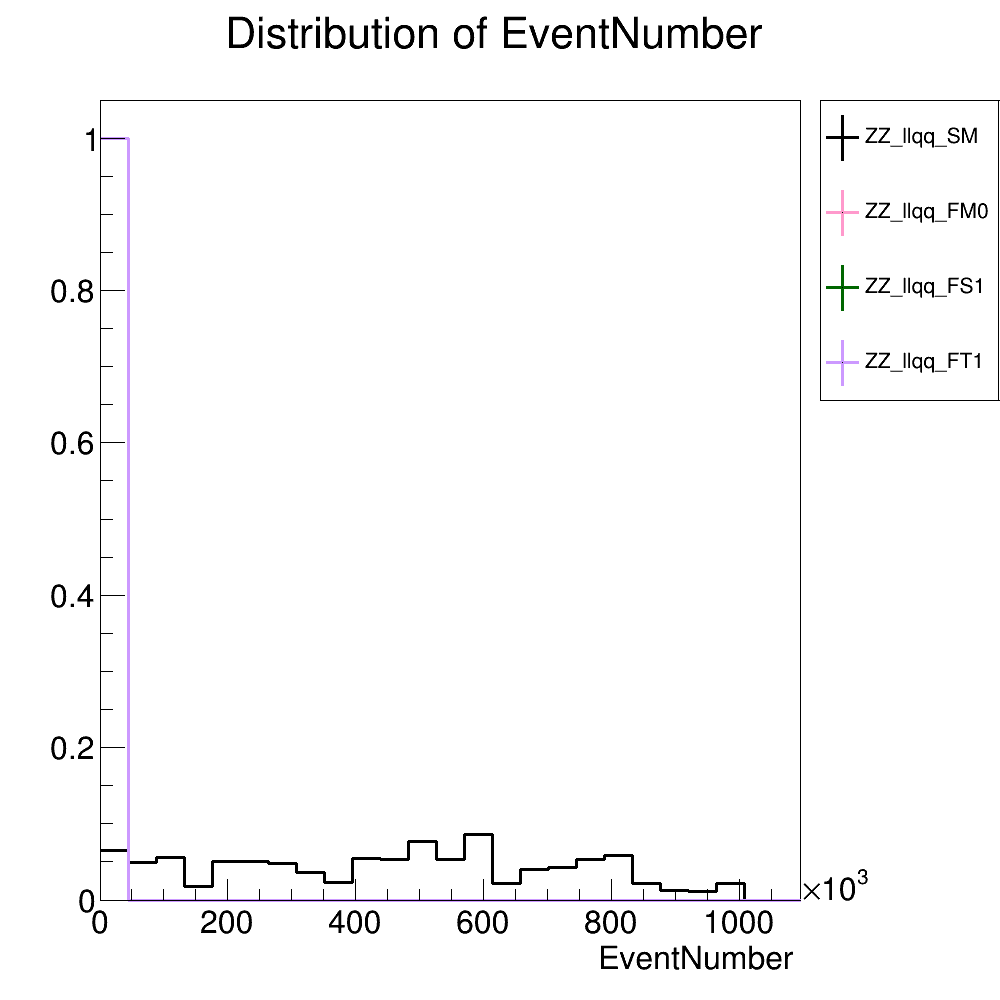 Distribution of EventNumber
ZZ_llqq_SM
ZZ_llqq_FM0
ZZ_llqq_FS1
ZZ_llqq_FT1
1
0.8
0.6
0.4
0.2
0
0 200 400 600 800 1000
×10³
EventNumber